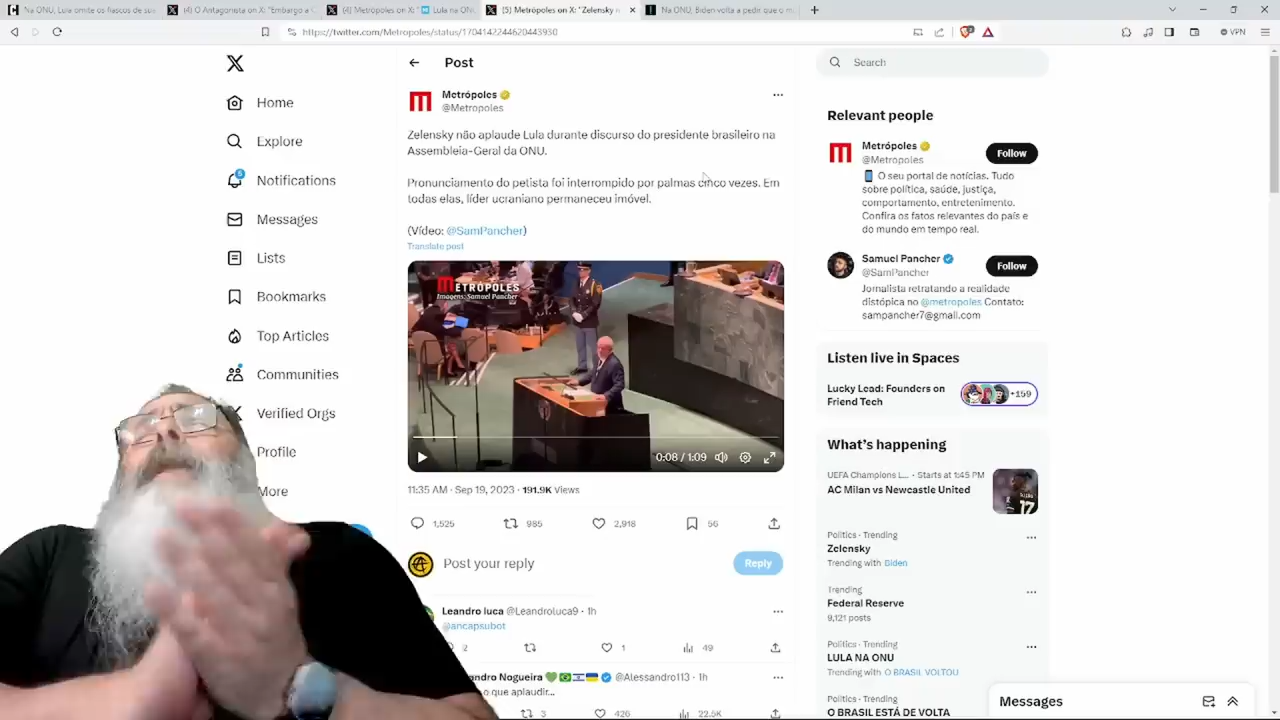 Na ONU, Lula omite os fiascos de sua
(4) O Antagonista on X: "Embargo a C
(4) Metrópoles on X: "Lula na ON
(5) Metrópoles on X: "Zelensky n
Na ONU, Biden volta a pedir que o m
https://twitter.com/Metropoles/status/1704142244620443930
VPN
Home
Explore
6
Notifications
Messages
Lists
Bookmarks
Top Articles
Communities
Verified Orgs
Profile
More
Post
Metrópoles
@Metropoles
Zelensky não aplaude Lula durante discurso do presidente brasileiro na
Assembleia-Geral da ONU.
Pronunciamento do petista foi interrompido por palmas cinco vezes. Em
todas elas, líder ucraniano permaneceu imóvel.
(Vídeo: @SamPancher)
Translate post
METRÓPOLES
Imagens: Samuel Pancher
0:08 / 1:09
11:35 AM · Sep 19, 2023 · 191.9K Views
1,525
985
2,918
56
Post your reply
Reply
Leandro luca @Leandroluca9 · 1h
@ancapsubot
2
1
49
andro Nogueira @Alessandro113 · 1h
o que aplaudir...
3
426
22.5K
Search
Relevant people
Metrópoles
@Metropoles
Follow
O seu portal de notícias. Tudo
sobre política, saúde, justiça,
comportamento, entretenimento.
Confira os fatos relevantes do país e
do mundo em tempo real.
Samuel Pancher
@SamPancher
Follow
Jornalista retratando a realidade
distópica no @metropoles Contato:
sampancher7@gmail.com
Listen live in Spaces
Lucky Lead: Founders on
Friend Tech
+159
What's happening
UEFA Champions L... · Starts at 1:45 PM
AC Milan vs Newcastle United
17
Politics · Trending
Zelensky
Trending with Biden
Trending
Federal Reserve
9,121 posts
Politics · Trending
LULA NA ONU
Trending with O BRASIL VOLTOU
Politics · Trending
O BRASIL ESTÁ DE VOLTA
Messages